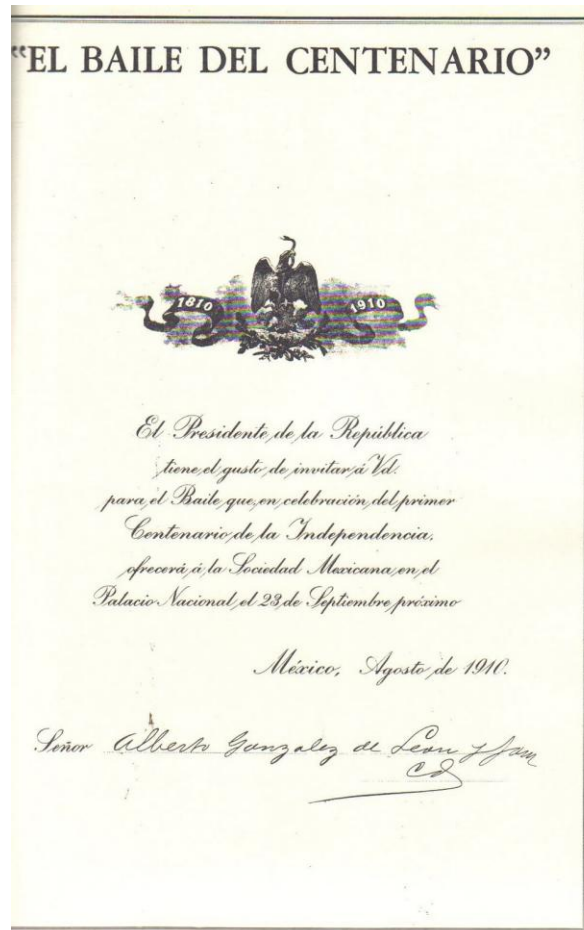 “EL BAILE DEL CENTENARIO”
1810
1910
El Presidente de la República
tiene el gusto de invitar á Vd.
para el Baile que, en celebración del primer
Centenario de la Independencia,
ofrecerá á la Sociedad Mexicana en el
Palacio Nacional, el 23 de Septiembre próximo
México, Agosto de 1910.
Señor Alberto Gonzalez de Leon y fam